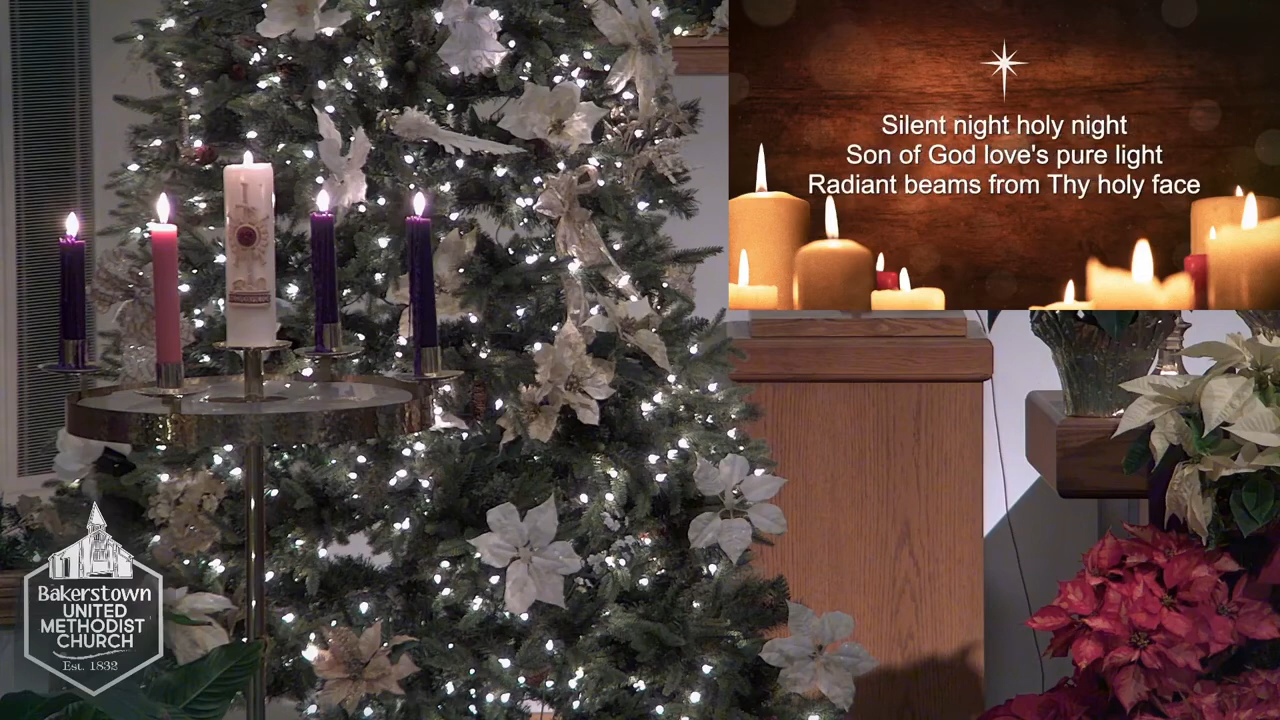 Silent night holy night
Son of God love's pure light
Radiant beams from Thy holy face
Bakerstown
UNITED
METHODIST
CHURCH
Est. 1832